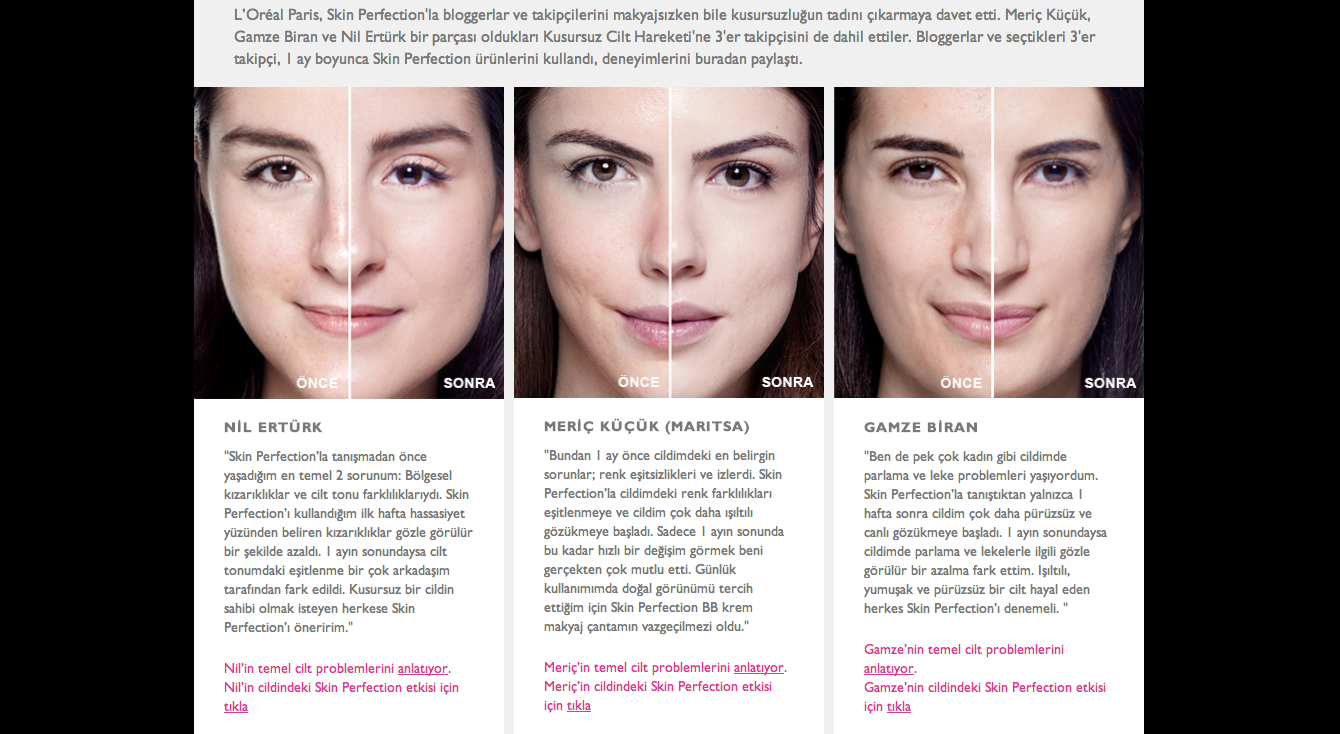 L’Oréal Paris, Skin Perfection'la bloggerlar ve takipçilerini makyajsızken bile kusursuzluğun tadını çıkarmaya davet etti. Meriç Küçük,
Gamze Biran ve Nil Ertürk bir parçası oldukları Kusursuz Cilt Hareketi'ne 3'er takipçisini de dahil ettiler. Bloggerlar ve seçtikleri 3'er
takipçi, 1 ay boyunca Skin Perfection ürünlerini kullandı, deneyimlerini buradan paylaştı.
ÖNCE SONRA
NİL ERTÜRK
"Skin Perfection’la tanışmadan önce
yaşadığım en temel 2 sorunum: Bölgesel
kızarıklıklar ve cilt tonu farklılıklarıydı. Skin
Perfection’ı kullandığım ilk hafta hassasiyet
yüzünden beliren kızarıklıklar gözle görülür
bir şekilde azaldı. 1 ayın sonundaysa cilt
tonumdaki eşitlenme bir çok arkadaşım
tarafından fark edildi. Kusursuz bir cildin
sahibi olmak isteyen herkese Skin
Perfection’ı öneririm."
Nil’in temel cilt problemlerini anlatıyor.
Nil’in cildindeki Skin Perfection etkisi için
tıkla
ÖNCE SONRA
MERİÇ KÜÇÜK (MARITSA)
"Bundan 1 ay önce cildimdeki en belirgin
sorunlar; renk eşitsizlikleri ve izlerdi. Skin
Perfection’la cildimdeki renk farklılıkları
eşitlenmeye ve cildim çok daha ışıltılı
gözükmeye başladı. Sadece 1 ayın sonunda
bu kadar hızlı bir değişim görmek beni
gerçekten çok mutlu etti. Günlük
kullanımımda doğal görünümü tercih
ettiğim için Skin Perfection BB krem
makyaj çantamın vazgeçilmezi oldu."
Meriç’in temel cilt problemlerini anlatıyor.
Meriç’in cildindeki Skin Perfection etkisi
için tıkla
ÖNCE SONRA
GAMZE BİRAN
"Ben de pek çok kadın gibi cildimde
parlama ve leke problemleri yaşıyordum.
Skin Perfection’la tanıştıktan yalnızca 1
hafta sonra cildim çok daha pürüzsüz ve
canlı gözükmeye başladı. 1 ayın sonundaysa
cildimde parlama ve lekelerle ilgili gözle
görülür bir azalma fark ettim. Işıltılı,
yumuşak ve pürüzsüz bir cilt hayal eden
herkes Skin Perfection’ı denemeli. "
Gamze’nin temel cilt problemlerini
anlatıyor.
Gamze’nin cildindeki Skin Perfection etkisi
için tıkla